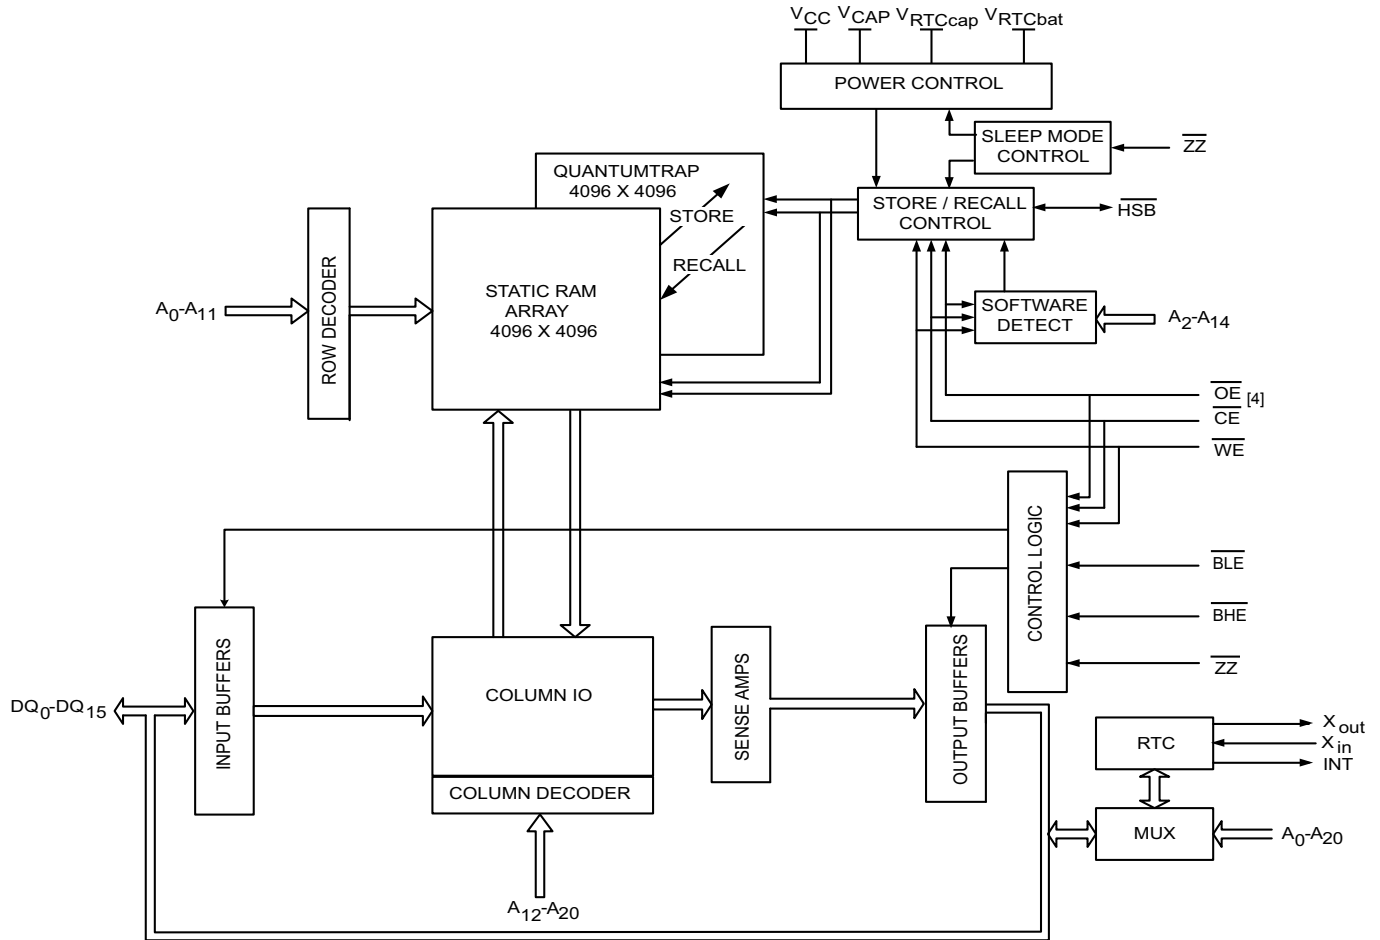 VCC VCAP VRTCcap VRTCbat
POWER CONTROL
SLEEP MODE
CONTROL
ZZ
QUANTUMTRAP
4096 X 4096
STORE
RECALL
STORE / RECALL
CONTROL
HSB
ROW DECODER
A0-A11
STATIC RAM
ARRAY
4096 X 4096
SOFTWARE
DETECT
A2-A14
OE [4]
CE
WE
CONTROL LOGIC
BLE
BHE
ZZ
DQ0-DQ15
INPUT BUFFERS
COLUMN IO
COLUMN DECODER
SENSE AMPS
OUTPUT BUFFERS
RTC
Xout
Xin
INT
MUX
A0-A20
A12-A20